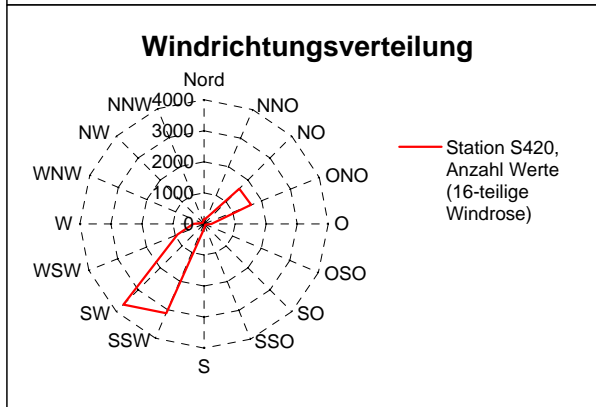 Windrichtungsverteilung
Nord
NNO
NO
ONO
O
OSO
SO
SSO
S
SSW
SW
WSW
W
WNW
NW
NNW
4000
3000
2000
1000
0
Station S420,
Anzahl Werte
(16-teilige
Windrose)